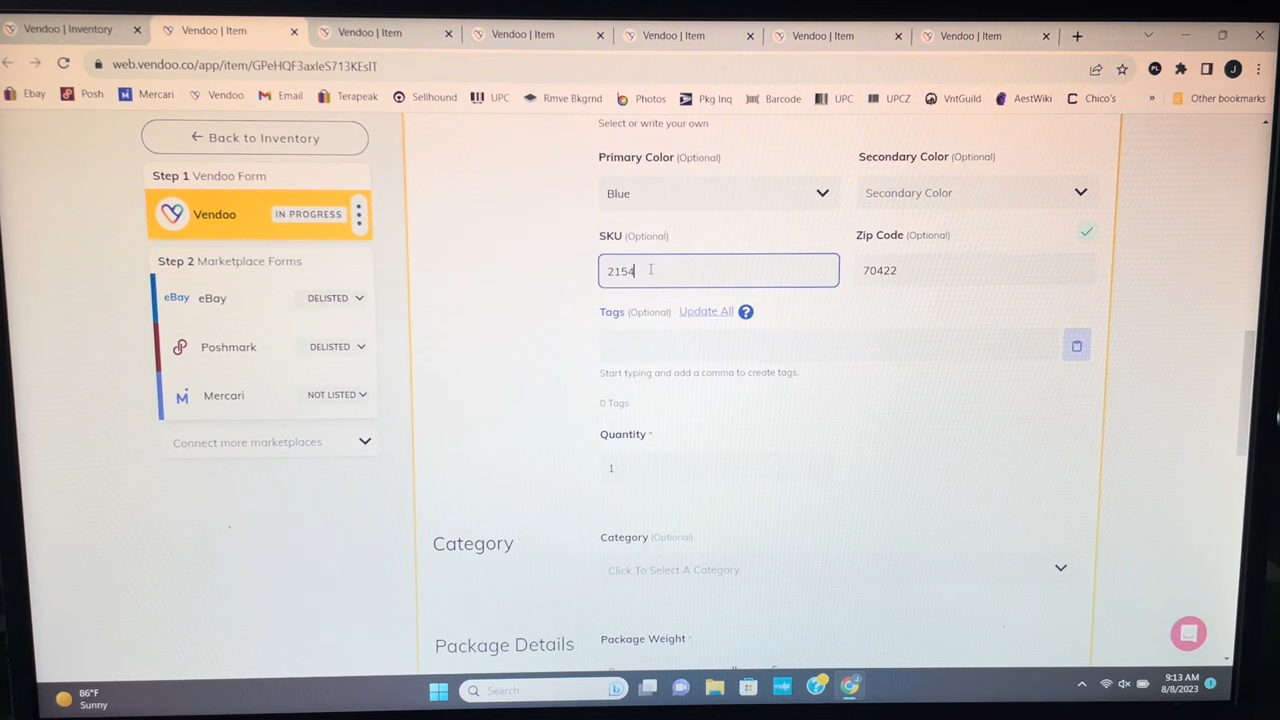 Vendoo | Inventory
Vendoo | Item
Vendoo | Item
Vendoo | Item
Vendoo | Item
Vendoo | Item
Vendoo | Item
web.vendoo.co/app/item/GPeHQF3axleS713KEslT
PL
J
Ebay
Posh
Mercari
Vendoo
Email
Terapeak
Sellhound
UPC
Rmve Bkgrnd
Photos
Pkg Inq
Barcode
UPC
UPCZ
VntGuild
AestWiki
Chico's
»
Other bookmarks
← Back to Inventory
Step 1 Vendoo Form
Vendoo
IN PROGRESS
Step 2 Marketplace Forms
eBay eBay
DELISTED
Poshmark
DELISTED
Mercari
NOT LISTED
Connect more marketplaces
Select or write your own
Primary Color (Optional)
Secondary Color (Optional)
Blue
Secondary Color
SKU (Optional)
Zip Code (Optional)
2154
70422
Tags (Optional) Update All ?
Start typing and add a comma to create tags.
0 Tags
Quantity *
1
Category
Category (Optional)
Click To Select A Category
Package Details
Package Weight *
86°F
Sunny
Search
9:13 AM
8/8/2023
1